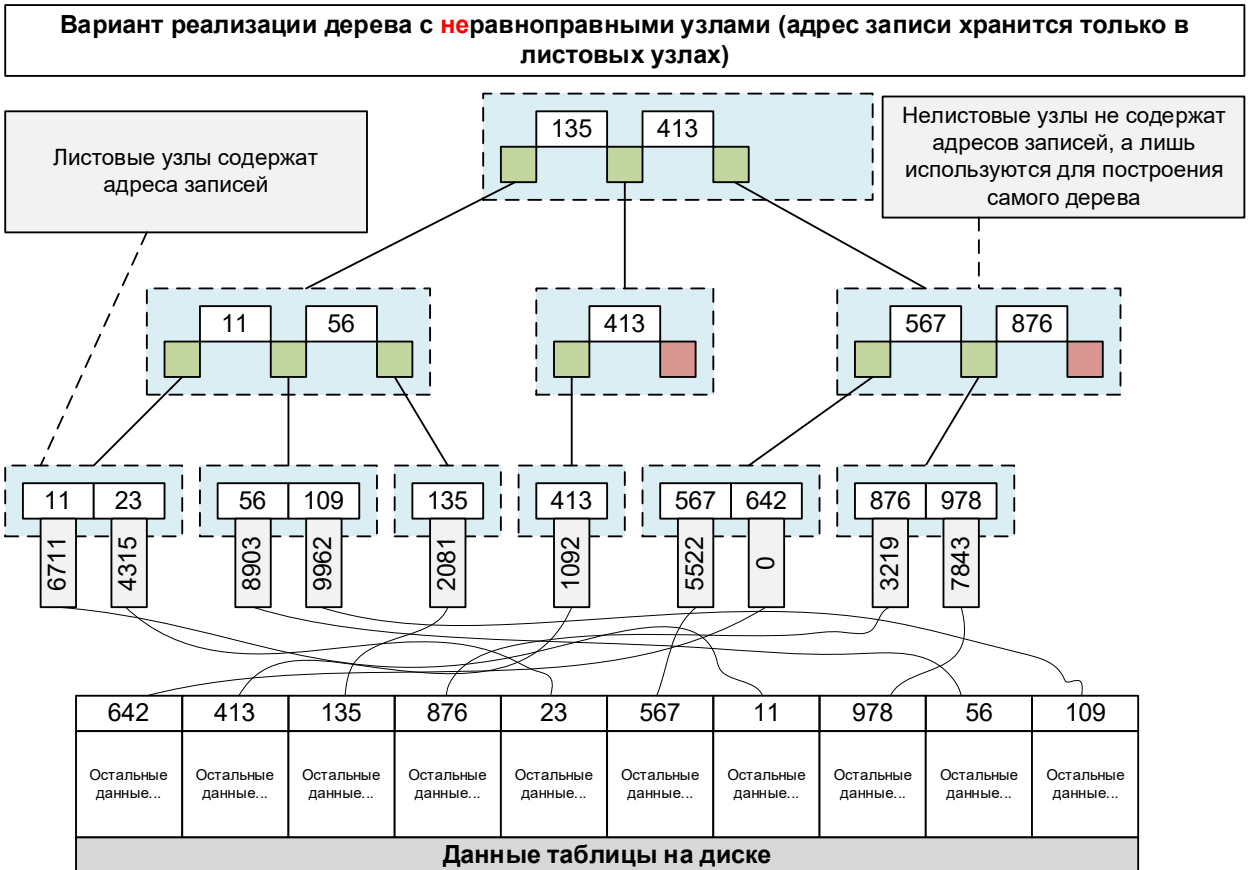 Вариант реализации дерева с неравноправными узлами (адрес записи хранится только в
листовых узлах)
Листовые узлы содержат
адреса записей
135 413
Нелистовые узлы не содержат
адресов записей, а лишь
используются для построения
самого дерева
11 56 413 567 876
11 23 56 109 135 413 567 642 876 978
6711 4315 8903 9962 2081 1092 5522 0 3219 7843
642 413 135 876 23 567 11 978 56 109
Остальные Остальные Остальные Остальные Остальные Остальные Остальные Остальные Остальные Остальные
данные... данные... данные... данные... данные... данные... данные... данные... данные... данные...
Данные таблицы на диске